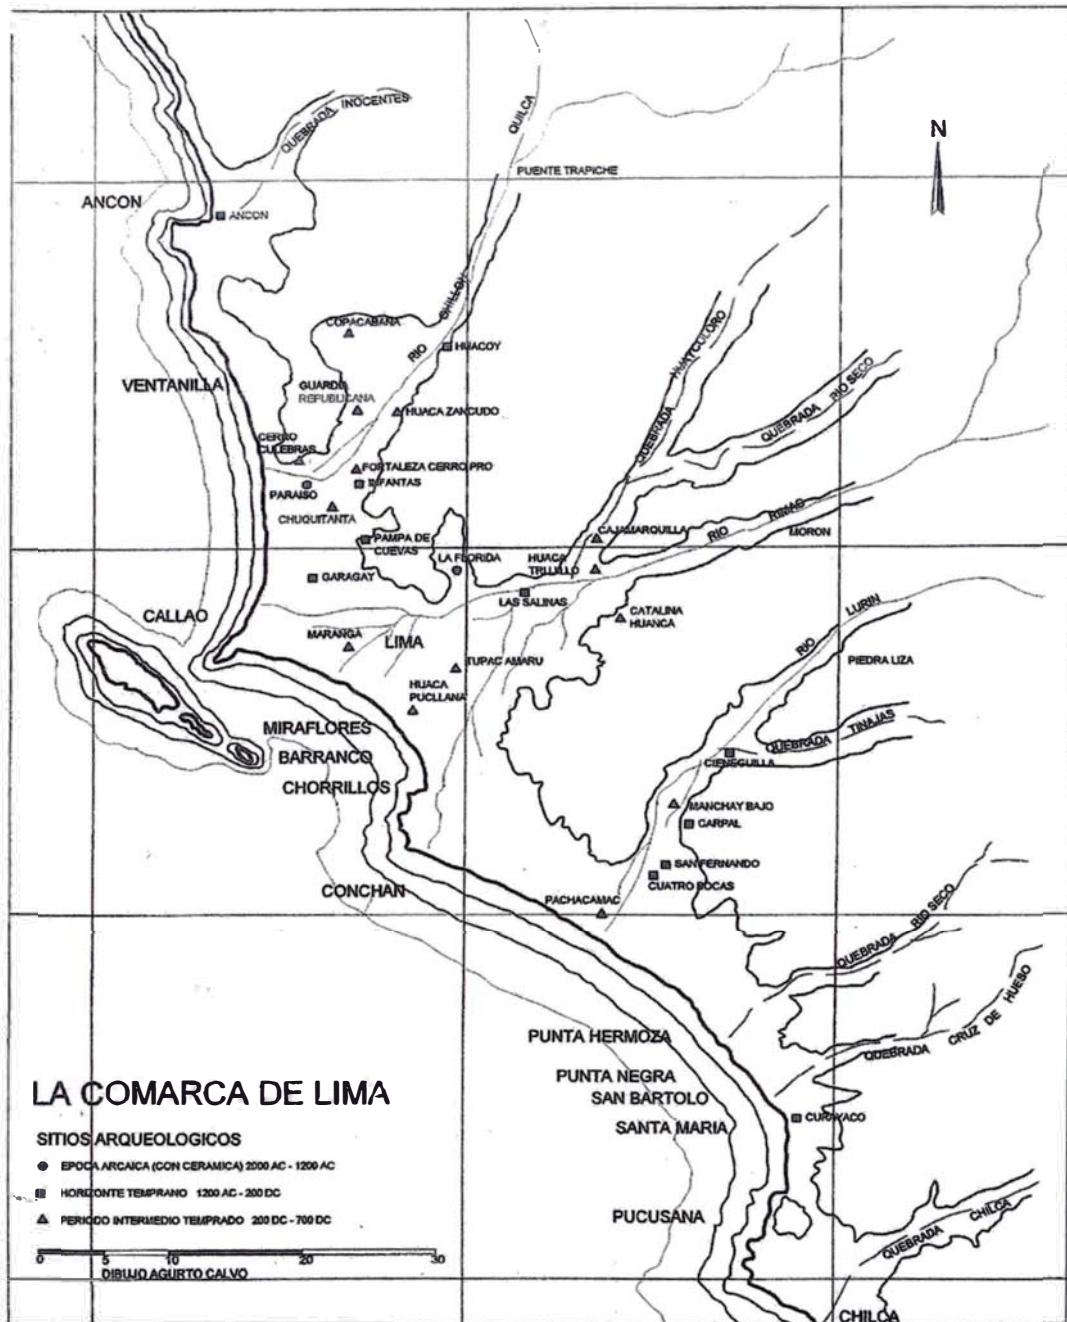 QUEBRADA INOCENTES
QUILCA
N
PUENTE TRAPICHE
ANCON
ANCON
RIO CHILLON
COPACABANA
HUACOY
QUEBRADA HUAYCULORO
VENTANILLA
GUARDIA
REPUBLICANA
HUACA ZANCUDO
QUEBRADA RIO SECO
CERRO
CULEBRAS
FORTALEZA CERRO PRO
INFANTAS
PARAISO
CHUQUITANTA
RIO RIMAS
MORON
CAJAMARQUILLA
PAMPA DE
CUEVAS
LA FLORIDA
HUACA
TRUJILLO
GARAGAY
LAS SALINAS
CALLAO
CATALINA
HUANCA
RIO LURIN
MARANGA
LIMA
TUPAC AMARU
PIEDRA LIZA
HUACA
PUCLLANA
QUEBRADA TINAJAS
MIRAFLORES
BARRANCO
CIENEGUILLA
CHORRILLOS
MANCHAY BAJO
CARPAL
SAN FERNANDO
CUATRO BOCAS
CONCHAN
PACHACAMAC
QUEBRADA RIO SECO
QUEBRADA CRUZ DE HUESO
PUNTA HERMOZA
PUNTA NEGRA
SAN BARTOLO
CURAYACO
SANTA MARIA
LA COMARCA DE LIMA
SITIOS ARQUEOLOGICOS
EPOCA ARCAICA (CON CERAMICA) 2000 AC - 1200 AC
HORIZONTE TEMPRANO 1200 AC - 200 DC
PERIODO INTERMEDIO TEMPRADO 200 DC - 700 DC
PUCUSANA
QUEBRADA CHILCA
0 5 10 20 30
DIBUJO AGURTO CALVO
CHILCA